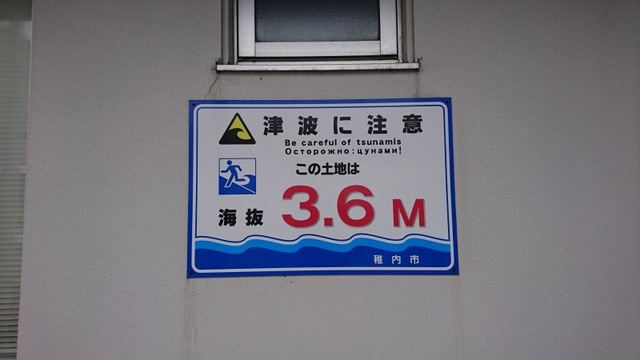 津波に注意
Be careful of tsunamis
Осторожно:цунами!
この土地は
海抜 3.6 M
稚内市